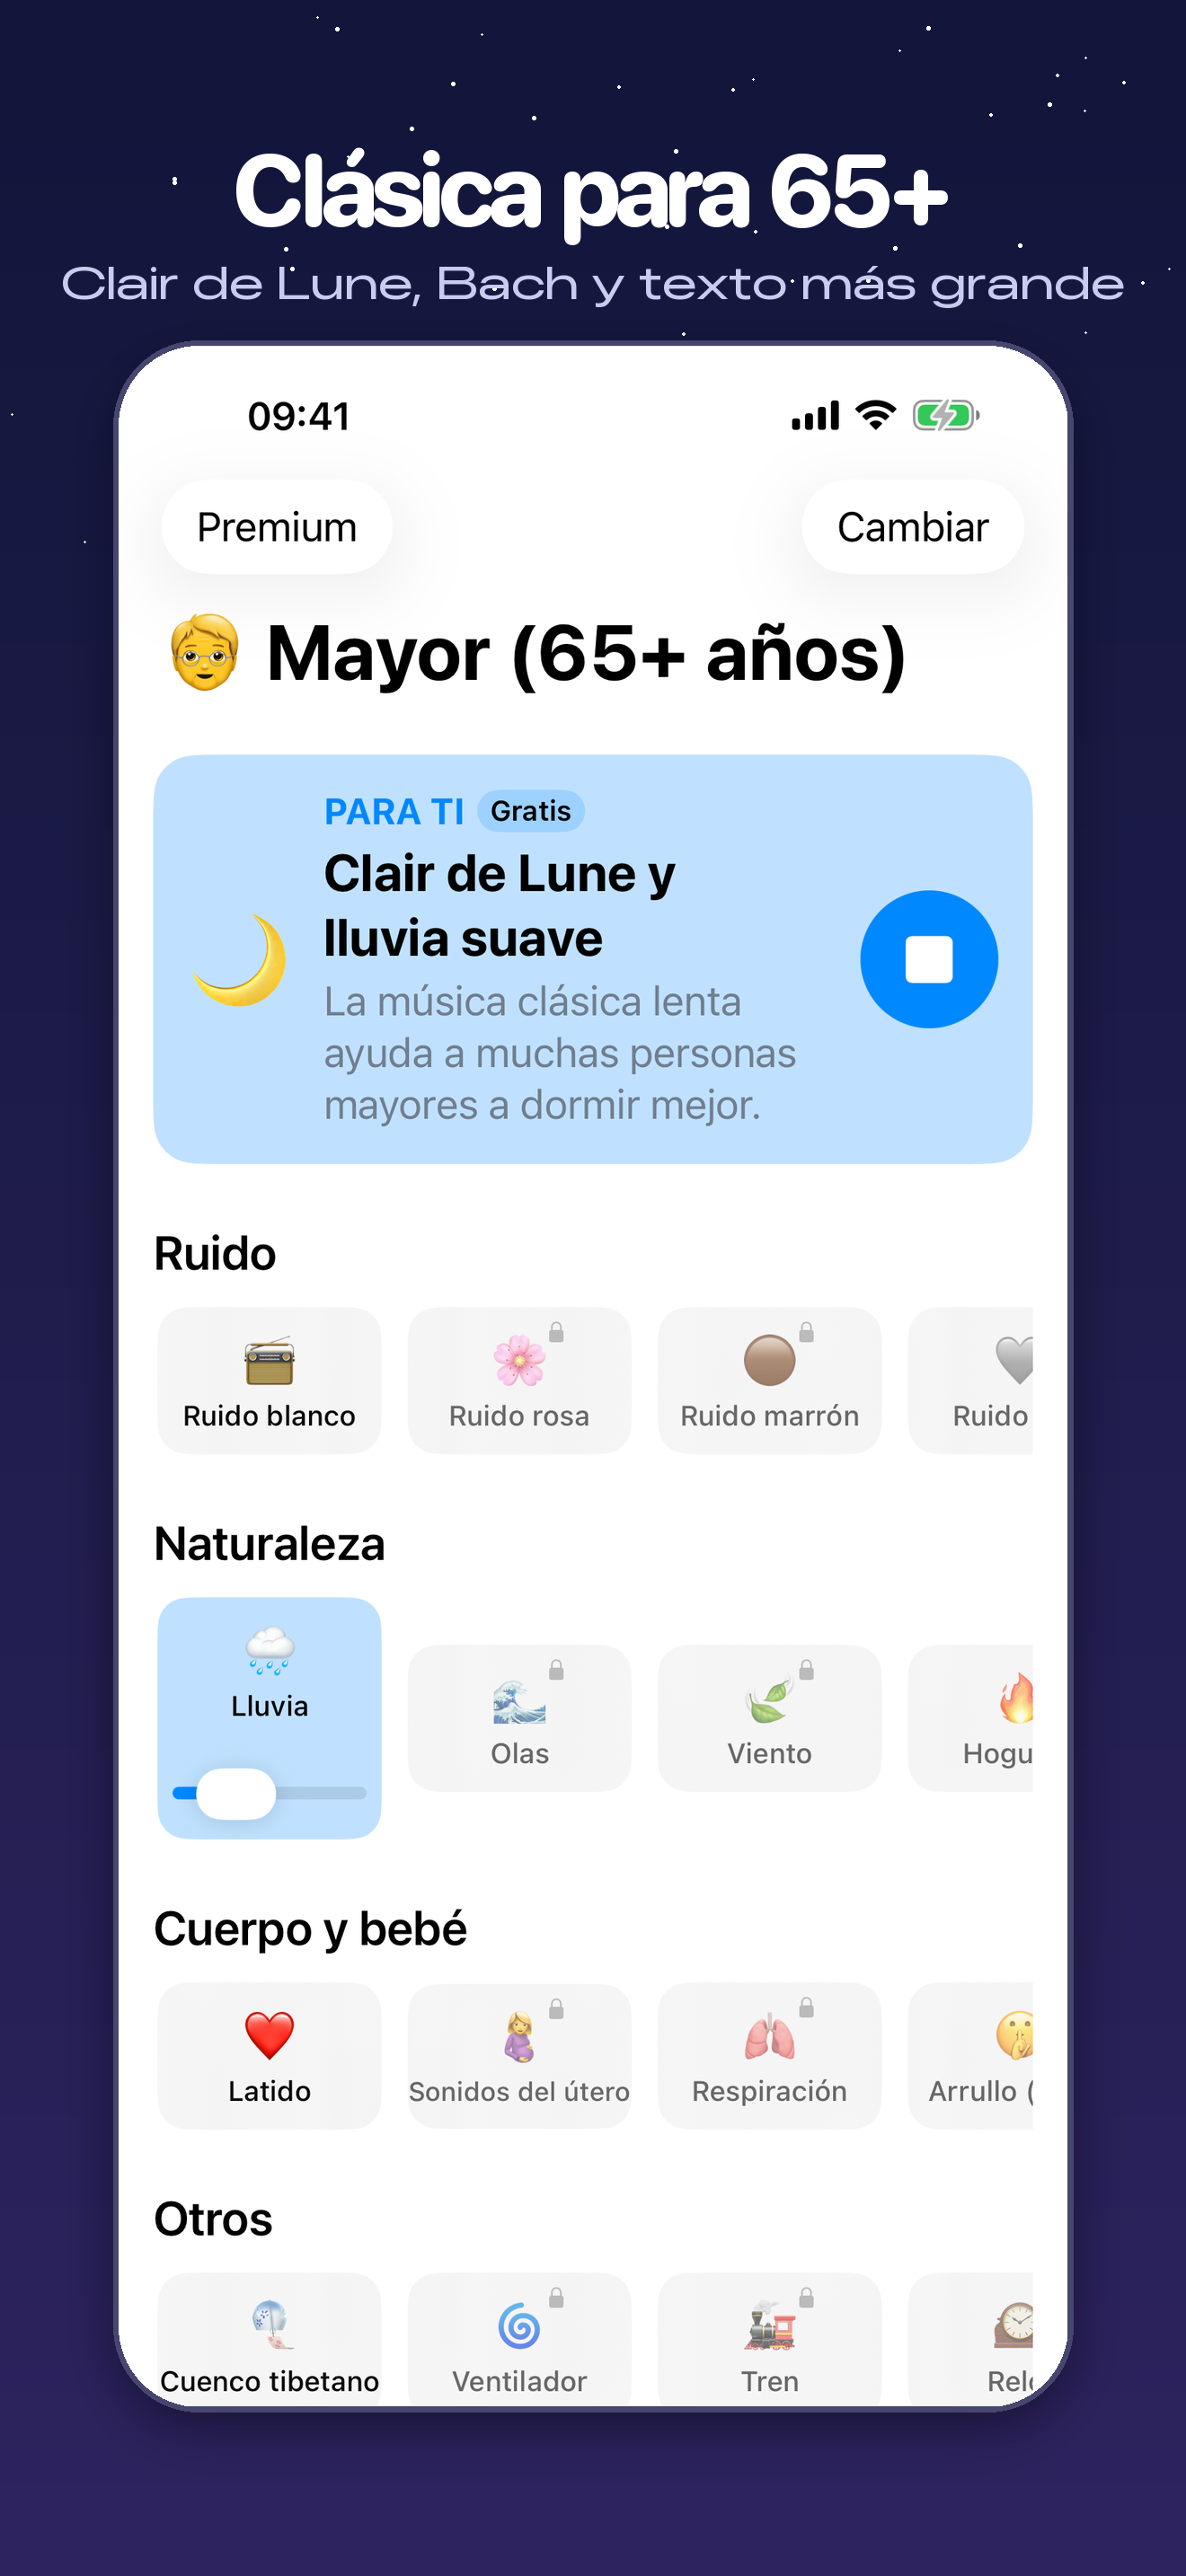 Clásica para 65+
Clair de Lune, Bach y texto más grande
09:41
Premium
Cambiar
Mayor (65+ años)
PARA TI Gratis
Clair de Lune y
lluvia suave
La música clásica lenta
ayuda a muchas personas
mayores a dormir mejor.
Ruido
Ruido blanco
Ruido rosa
Ruido marrón
Ruido
Naturaleza
Lluvia
Olas
Viento
Hogu
Cuerpo y bebé
Latido
Sonidos del útero
Respiración
Arrullo (
Otros
Cuenco tibetano
Ventilador
Tren
Relo